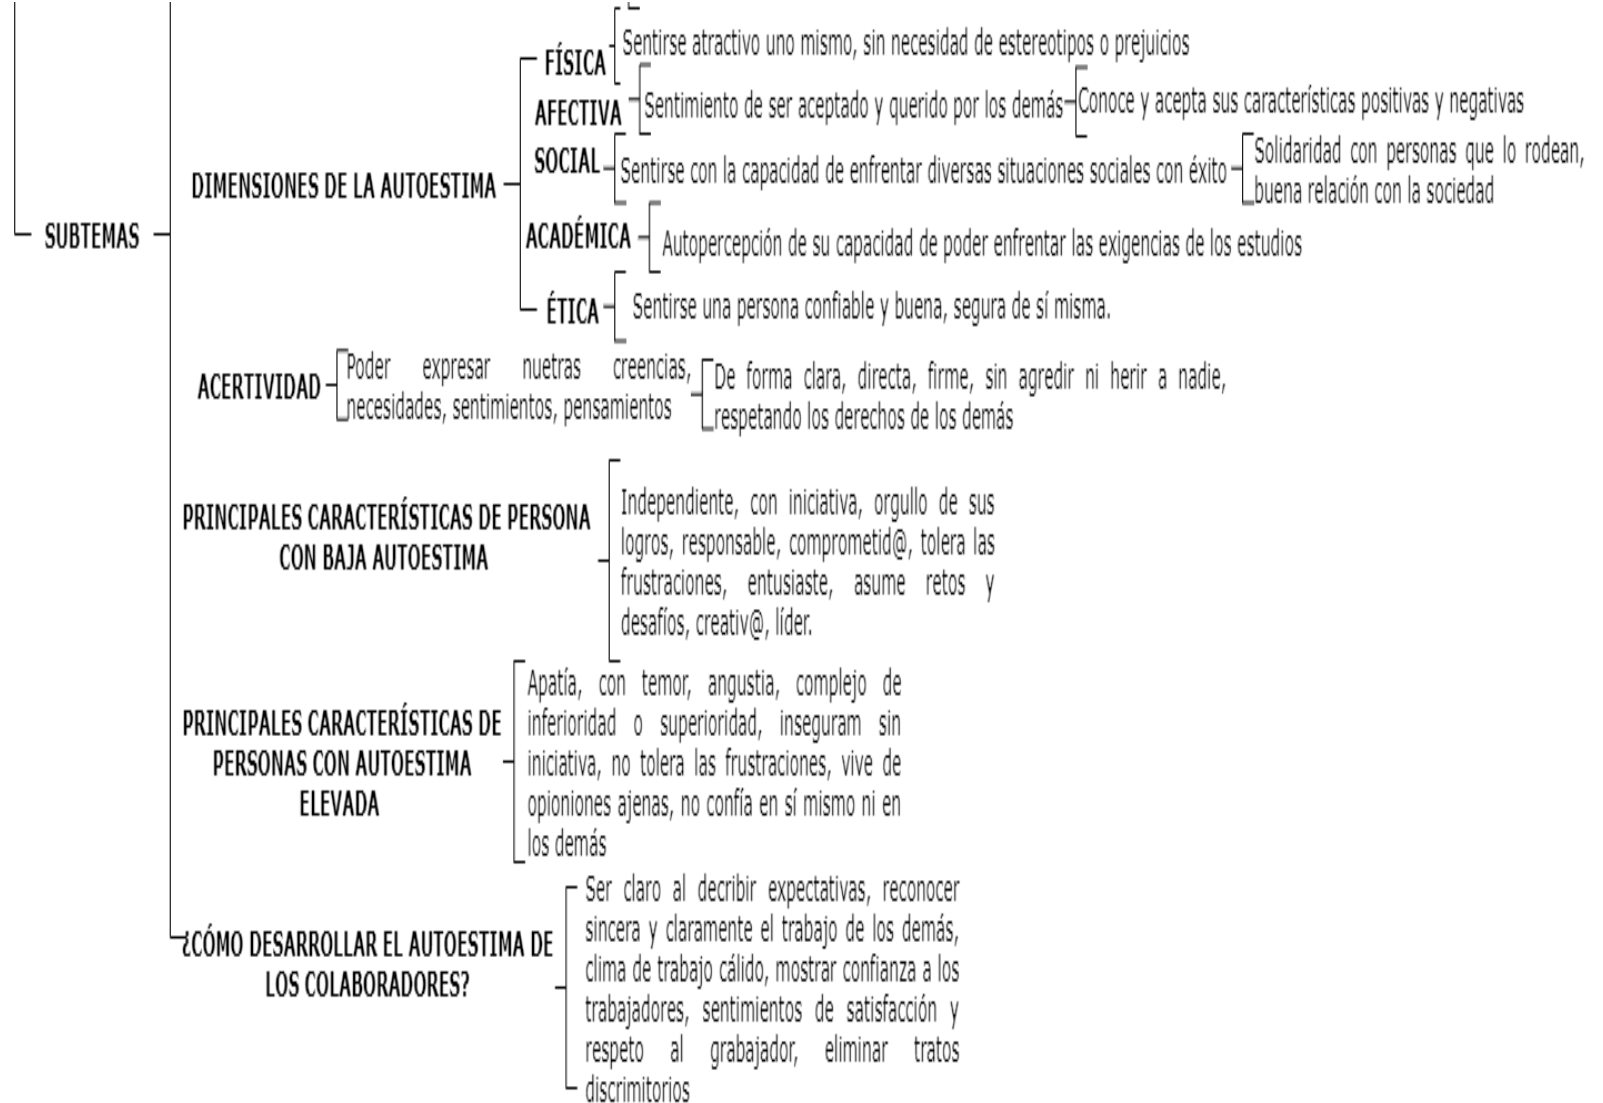 SUBTEMAS
DIMENSIONES DE LA AUTOESTIMA
FÍSICA
Sentirse atractivo uno mismo, sin necesidad de estereotipos o prejuicios
AFECTIVA
Sentimiento de ser aceptado y querido por los demás
Conoce y acepta sus características positivas y negativas
SOCIAL
Sentirse con la capacidad de enfrentar diversas situaciones sociales con éxito
Solidaridad con personas que lo rodean,
buena relación con la sociedad
ACADÉMICA
Autopercepción de su capacidad de poder enfrentar las exigencias de los estudios
ÉTICA
Sentirse una persona confiable y buena, segura de sí misma.
ACERTIVIDAD
Poder expresar nuetras creencias,
necesidades, sentimientos, pensamientos
De forma clara, directa, firme, sin agredir ni herir a nadie,
respetando los derechos de los demás
PRINCIPALES CARACTERÍSTICAS DE PERSONA
CON BAJA AUTOESTIMA
Independiente, con iniciativa, orgullo de sus
logros, responsable, comprometid@, tolera las
frustraciones, entusiaste, asume retos y
desafíos, creativ@, líder.
PRINCIPALES CARACTERÍSTICAS DE
PERSONAS CON AUTOESTIMA
ELEVADA
Apatía, con temor, angustia, complejo de
inferioridad o superioridad, inseguram sin
iniciativa, no tolera las frustraciones, vive de
opioniones ajenas, no confía en sí mismo ni en
los demás
¿CÓMO DESARROLLAR EL AUTOESTIMA DE
LOS COLABORADORES?
Ser claro al decribir expectativas, reconocer
sincera y claramente el trabajo de los demás,
clima de trabajo cálido, mostrar confianza a los
trabajadores, sentimientos de satisfacción y
respeto al grabajador, eliminar tratos
discrimitorios